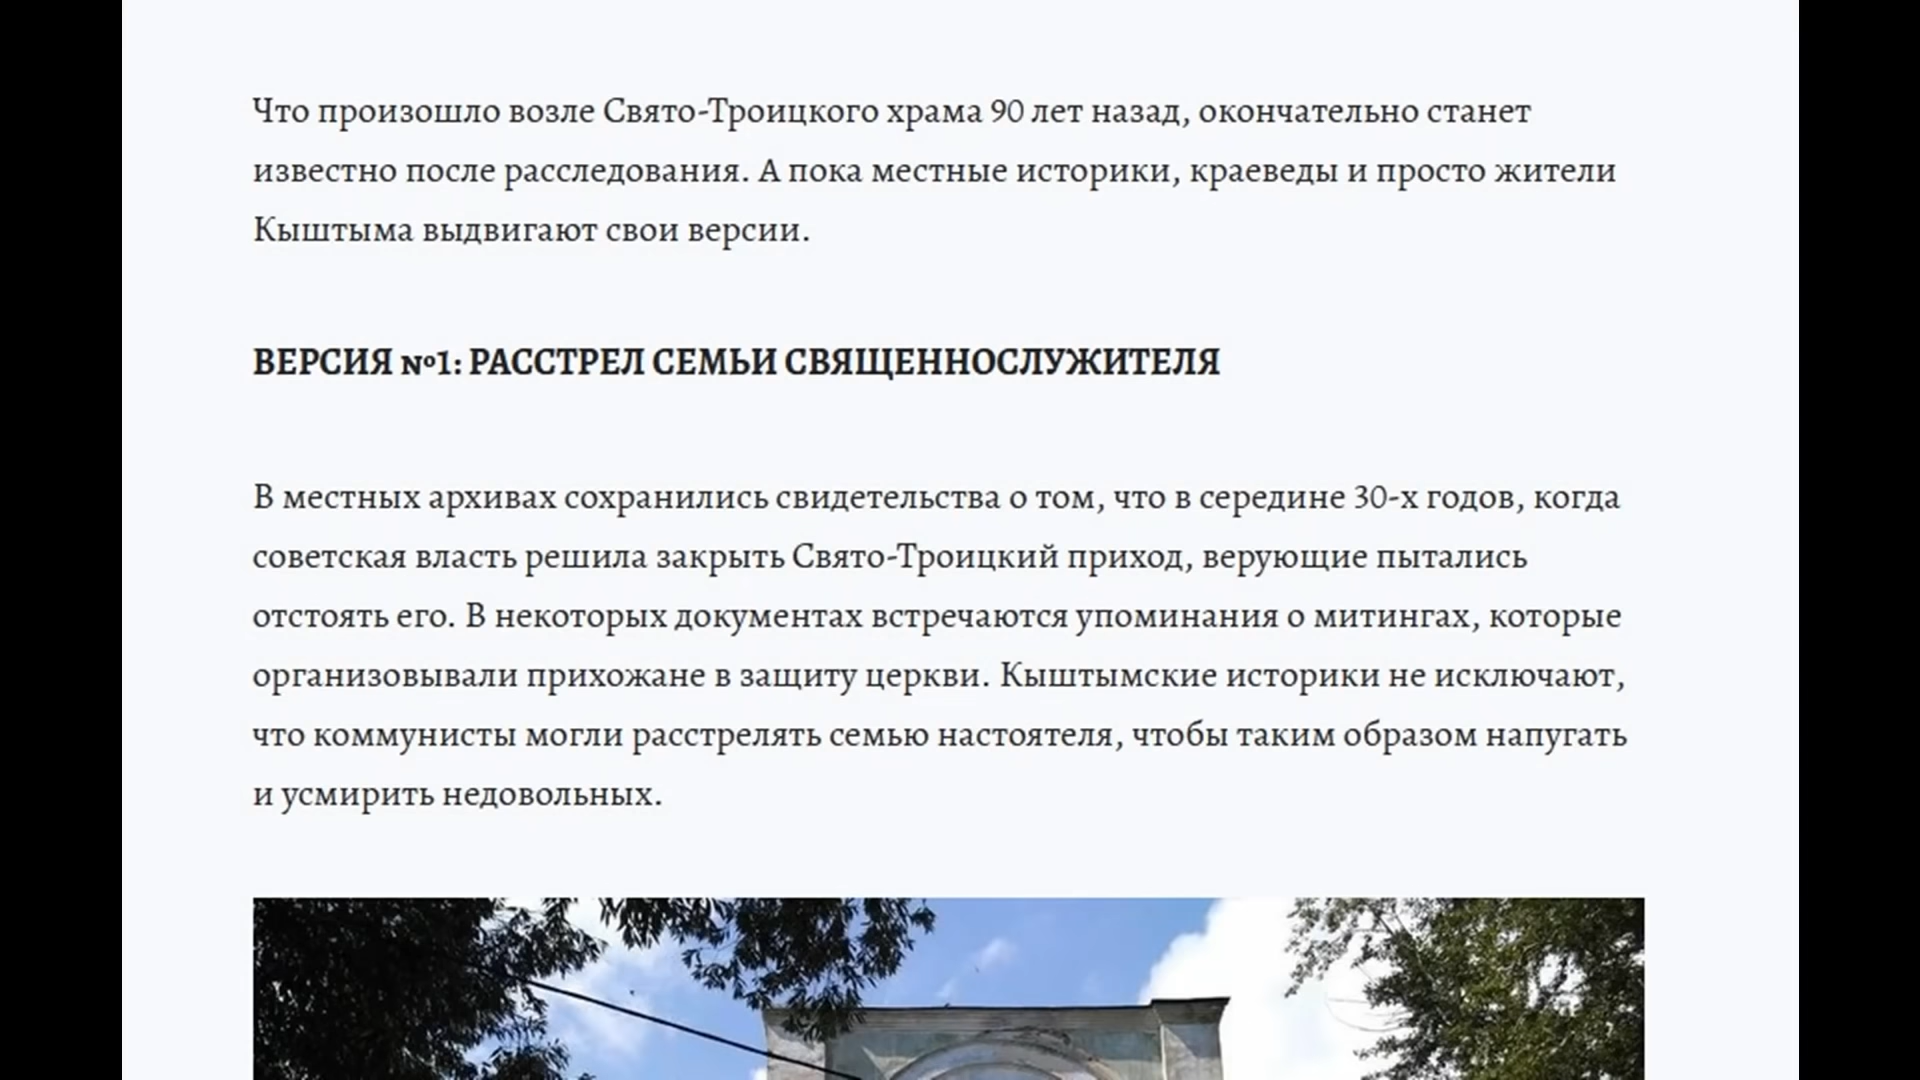 Что произошло возле Свято-Троицкого храма 90 лет назад, окончательно станет
известно после расследования. А пока местные историки, краеведы и просто жители
Кыштыма выдвигают свои версии.
ВЕРСИЯ №1: РАССТРЕЛ СЕМЬИ СВЯЩЕННОСЛУЖИТЕЛЯ
В местных архивах сохранились свидетельства о том, что в середине 30-х годов, когда
советская власть решила закрыть Свято-Троицкий приход, верующие пытались
отстоять его. В некоторых документах встречаются упоминания о митингах, которые
организовывали прихожане в защиту церкви. Кыштымские историки не исключают,
что коммунисты могли расстрелять семью настоятеля, чтобы таким образом напугать
и усмирить недовольных.